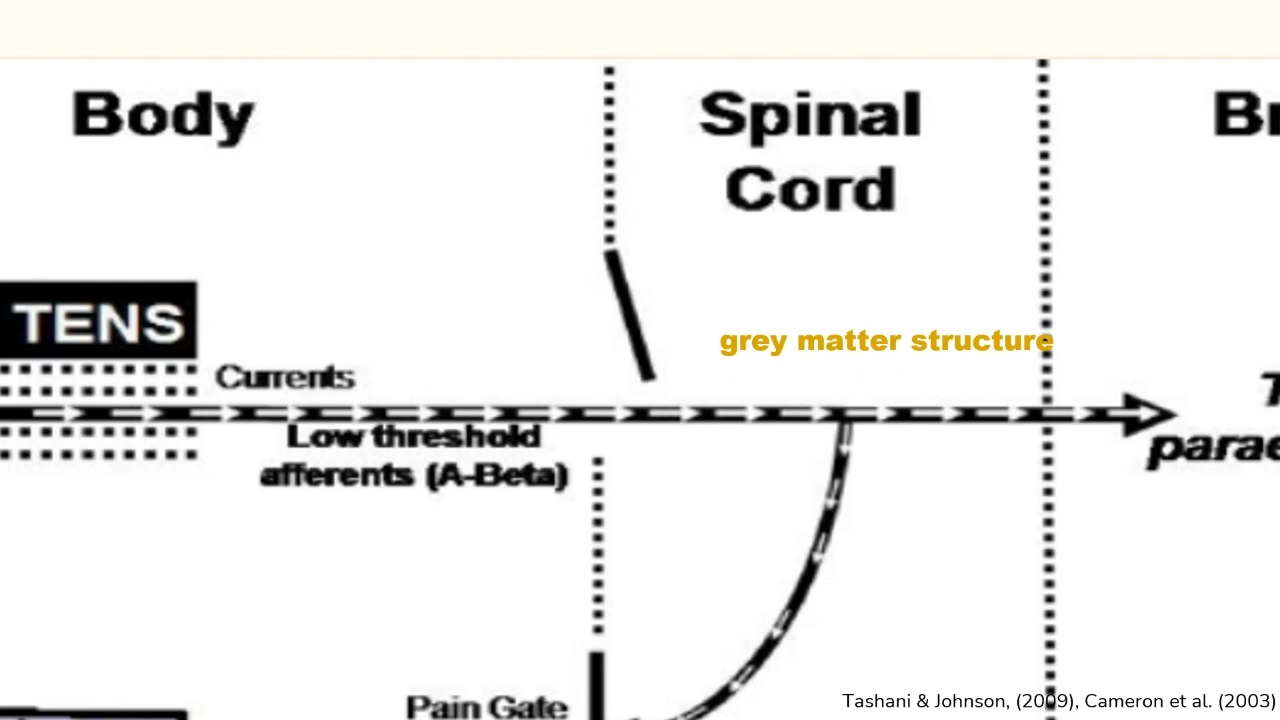 Body
Spinal
Cord
TENS
Currents
grey matter structure
Low threshold
afferents (A-Beta)
Pain Gate
Tashani & Johnson, (2009), Cameron et al. (2003)